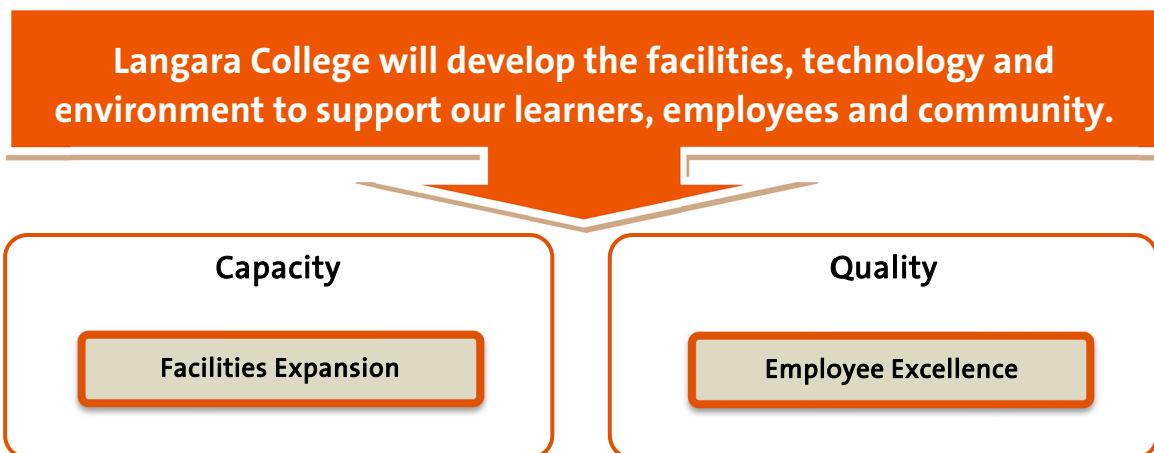 Langara College will develop the facilities, technology and
environment to support our learners, employees and community.
Capacity
Quality
Facilities Expansion
Employee Excellence